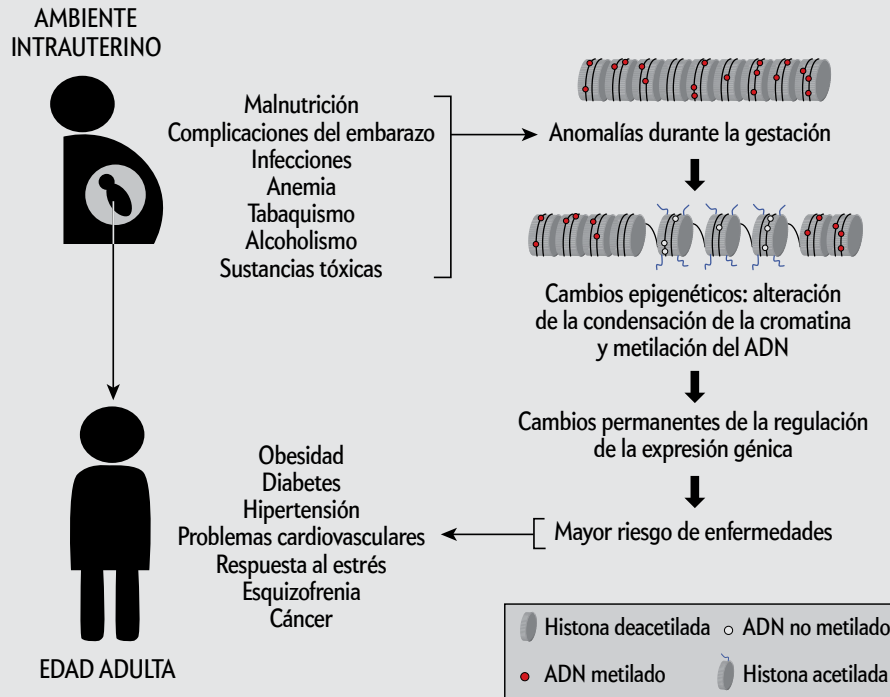 AMBIENTE
INTRAUTERINO
Malnutrición
Complicaciones del embarazo
Infecciones
Anemia
Tabaquismo
Alcoholismo
Sustancias tóxicas
Anomalías durante la gestación
Cambios epigenéticos: alteración
de la condensación de la cromatina
y metilación del ADN
Cambios permanentes de la regulación
de la expresión génica
Mayor riesgo de enfermedades
Obesidad
Diabetes
Hipertensión
Problemas cardiovasculares
Respuesta al estrés
Esquizofrenia
Cáncer
EDAD ADULTA
Histona deacetilada
ADN no metilado
ADN metilado
Histona acetilada